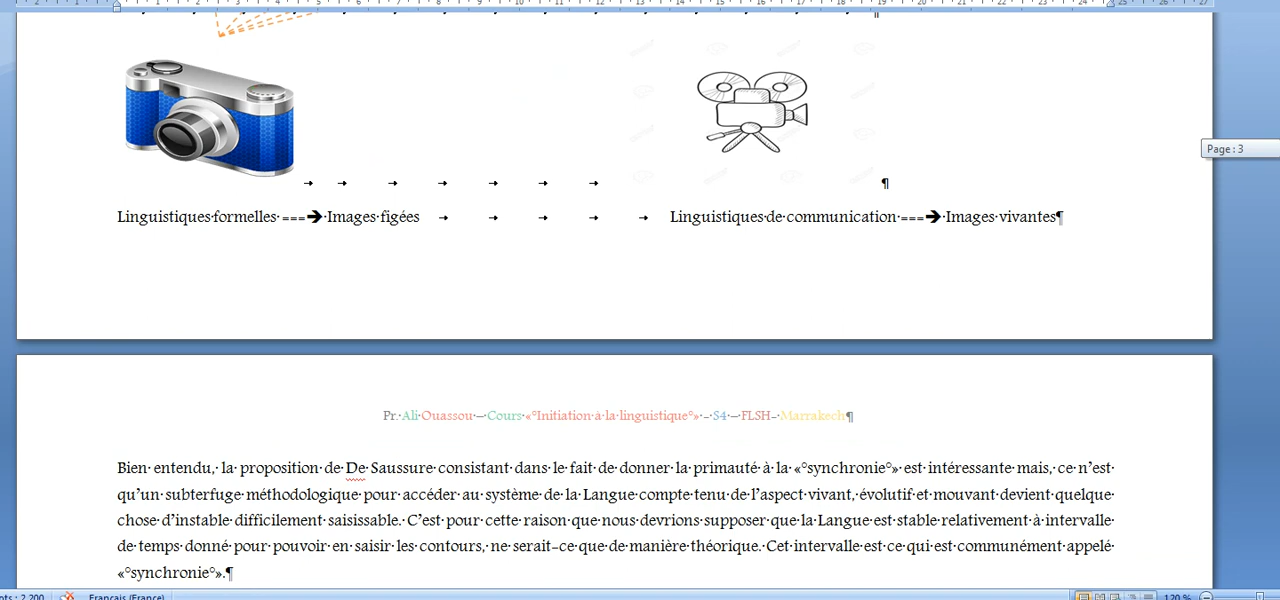 Page : 3
Linguistiques formelles ===➔ Images figées → → → → → Linguistiques de communication ===➔ Images vivantes¶
Pr. Ali Ouassou – Cours «°Initiation à la linguistique°» – S4 – FLSH– Marrakech¶
Bien entendu, la proposition de De Saussure consistant dans le fait de donner la primauté à la «°synchronie°» est intéressante mais, ce n'est
qu'un subterfuge méthodologique pour accéder au système de la Langue compte tenu de l'aspect vivant, évolutif et mouvant devient quelque
chose d'instable difficilement saisissable. C'est pour cette raison que nous devrions supposer que la Langue est stable relativement à intervalle
de temps donné pour pouvoir en saisir les contours, ne serait-ce que de manière théorique. Cet intervalle est ce qui est communément appelé
«°synchronie°».¶
: 2 200 Français (France) 120 %